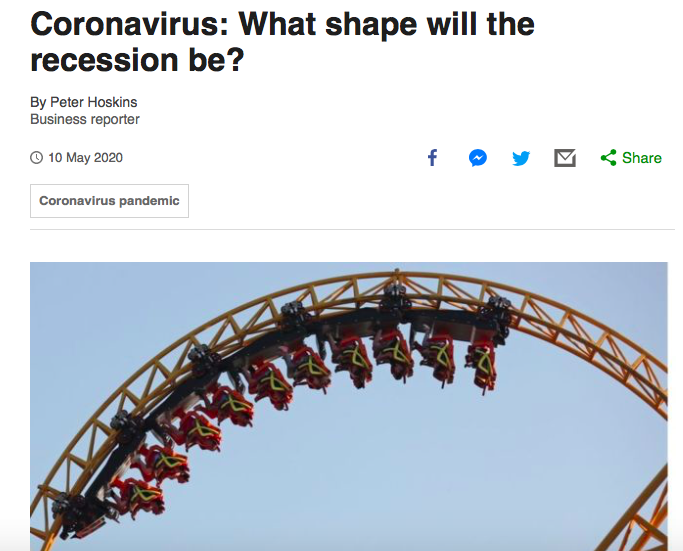 Coronavirus: What shape will the
recession be?
By Peter Hoskins
Business reporter
10 May 2020
Share
Coronavirus pandemic